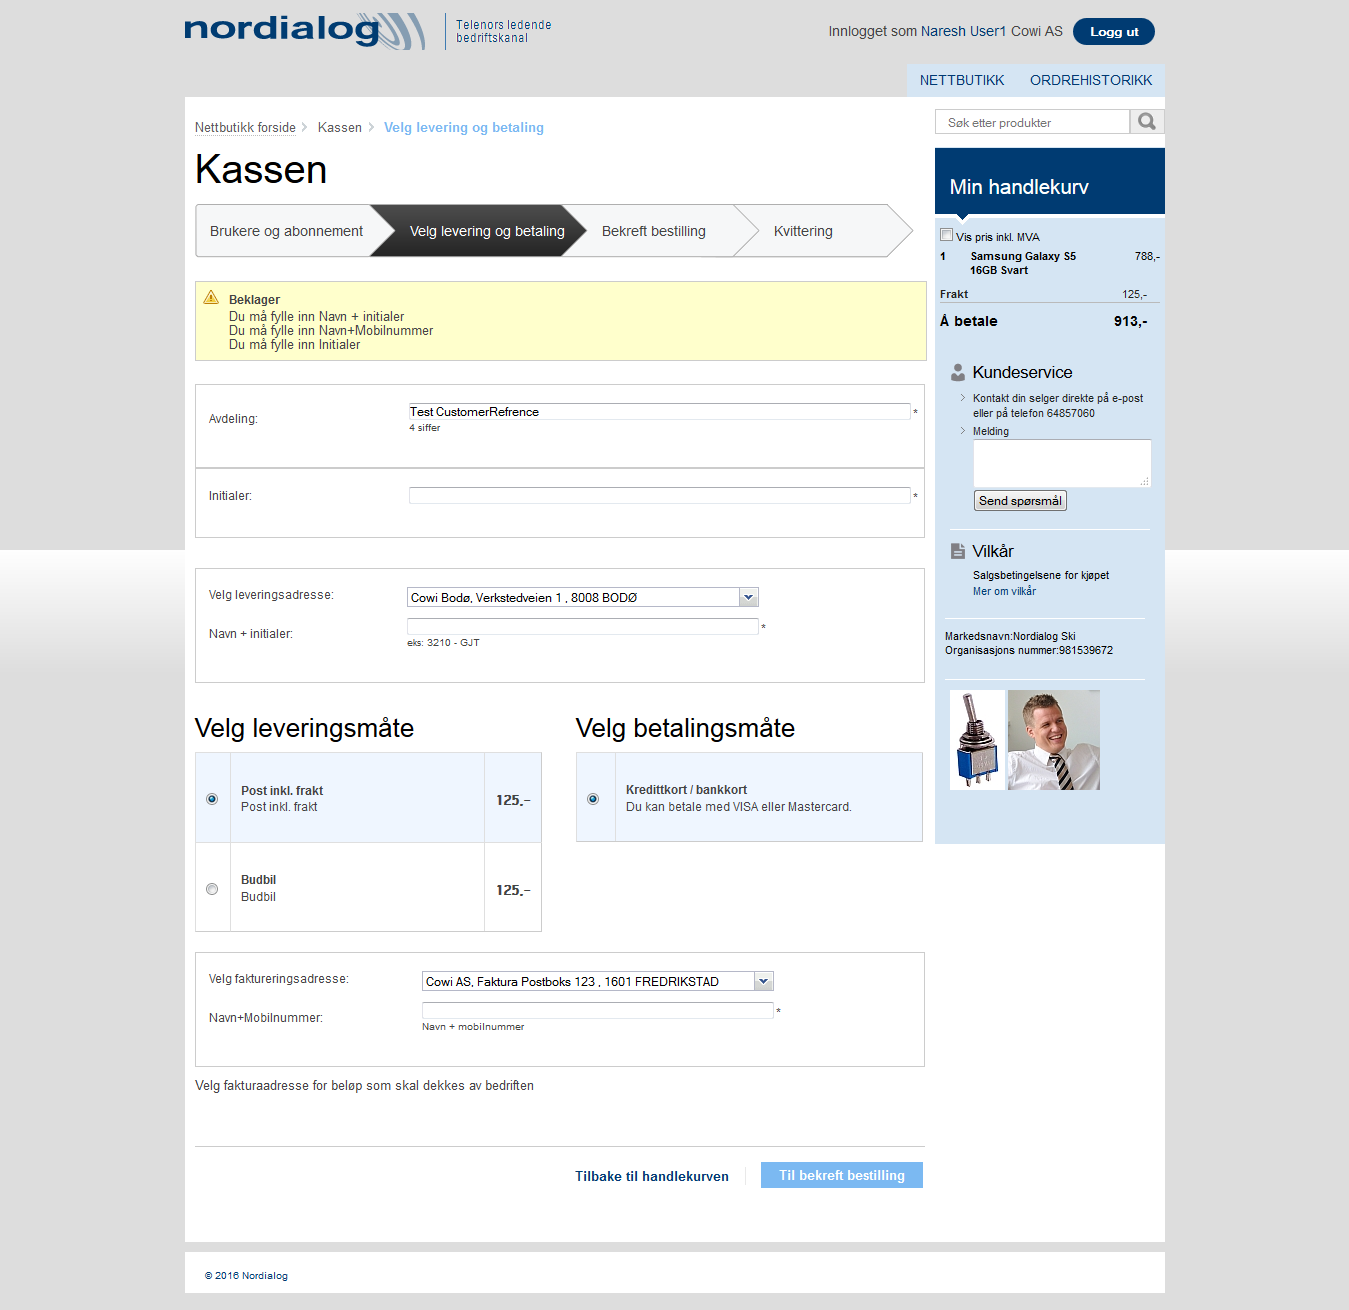 nordialog
Telenors ledende
bedriftskanal
Innlogget som Naresh User1 Cowi AS
Logg ut
NETTBUTIKK
ORDREHISTORIKK
Nettbutikk forside
Kassen
Velg levering og betaling
Søk etter produkter
Kassen
Brukere og abonnement
Velg levering og betaling
Bekreft bestilling
Kvittering
Beklager
Du må fylle inn Navn + initialer
Du må fylle inn Navn+Mobilnummer
Du må fylle inn Initialer
Avdeling:
Test CustomerRefrence
*
4 siffer
Initialer:
*
Velg leveringsadresse:
Cowi Bodø, Verkstedveien 1 , 8008 BODØ
Navn + initialer:
*
eks: 3210 - GJT
Velg leveringsmåte
Post inkl. frakt
Post inkl. frakt
125,-
Budbil
Budbil
125,-
Velg betalingsmåte
Kredittkort / bankkort
Du kan betale med VISA eller Mastercard.
Velg faktureringsadresse:
Cowi AS, Faktura Postboks 123 , 1601 FREDRIKSTAD
Navn+Mobilnummer:
*
Navn + mobilnummer
Velg fakturaadresse for beløp som skal dekkes av bedriften
Tilbake til handlekurven
Til bekreft bestilling
Min handlekurv
Vis pris inkl. MVA
1 Samsung Galaxy S5 788,-
16GB Svart
Frakt 125,-
Å betale 913,-
Kundeservice
Kontakt din selger direkte på e-post
eller på telefon 64857060
Melding
Send spørsmål
Vilkår
Salgsbetingelsene for kjøpet
Mer om vilkår
Markedsnavn:Nordialog Ski
Organisasjons nummer:981539672
© 2016 Nordialog